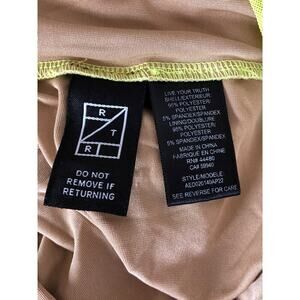 R
T
R
DO NOT
REMOVE IF
RETURNING
LIVE YOUR TRUTH
SHELL/EXTERIEUR
95% POLYESTER/
POLYESTER
5% SPANDEX/SPANDEX
LINING/DOUBLURE
95% POLYESTER/
POLYESTER
5% SPANDEX/SPANDEX
MADE IN CHINA
FABRIQUÉ EN CHINE
RN# 44480
CA# 59940
STYLE/MODELE:
AED020140AP22
SEE REVERSE FOR CARE